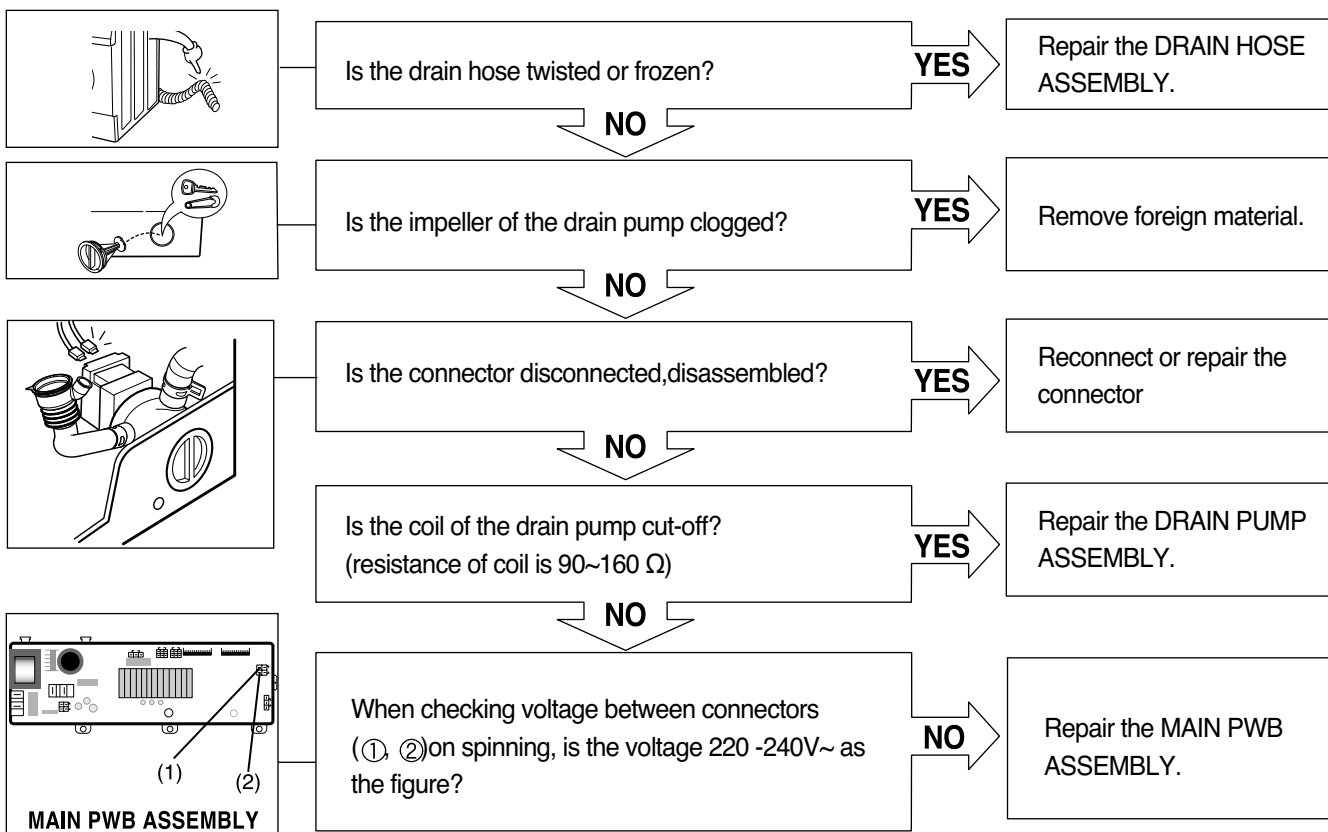 Is the drain hose twisted or frozen?
YES
Repair the DRAIN HOSE
ASSEMBLY.
NO
Is the impeller of the drain pump clogged?
YES
Remove foreign material.
NO
Is the connector disconnected,disassembled?
YES
Reconnect or repair the
connector
NO
Is the coil of the drain pump cut-off?
(resistance of coil is 90~160 Ω)
YES
Repair the DRAIN PUMP
ASSEMBLY.
NO
When checking voltage between connectors
(①, ②)on spinning, is the voltage 220 -240V~ as
the figure?
NO
Repair the MAIN PWB
ASSEMBLY.
(1)
(2)
MAIN PWB ASSEMBLY